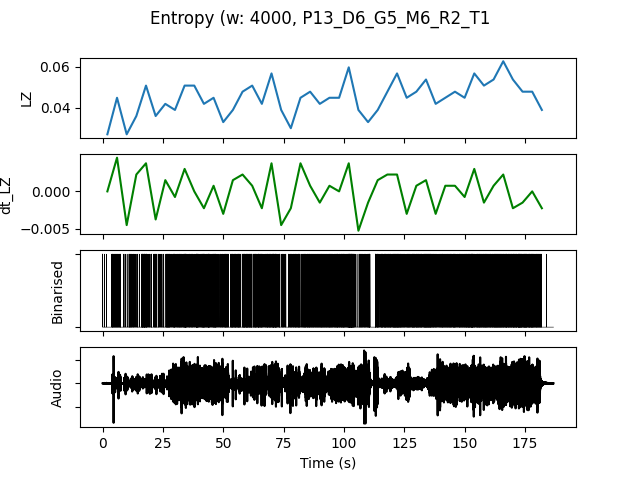 Entropy (w: 4000, P13_D6_G5_M6_R2_T1
0.06
0.04
LZ
0.000
−0.005
dt_LZ
Binarised
Audio
0 25 50 75 100 125 150 175
Time (s)